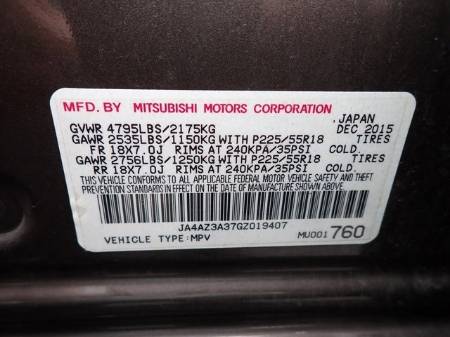 MFD. BY MITSUBISHI MOTORS CORPORATION
JAPAN
GVWR 4795LBS/2175KG DEC 2015
GAWR 2535LBS/1150KG WITH P225/55R18 TIRES
FR 18X7.0J RIMS AT 240KPA/35PSI COLD.
GAWR 2756LBS/1250KG WITH P225/55R18 TIRES
RR 18X7.0J RIMS AT 240KPA/35PSI COLD.
THIS VEHICLE CONFORMS TO ALL APPLICABLE FEDERAL MOTOR VEHICLE SAFETY AND THEFT
PREVENTION STANDARDS IN EFFECT ON THE DATE OF MANUFACTURE SHOWN ABOVE.
JA4AZ3A37GZ019407
VEHICLE TYPE:MPV MU001 760